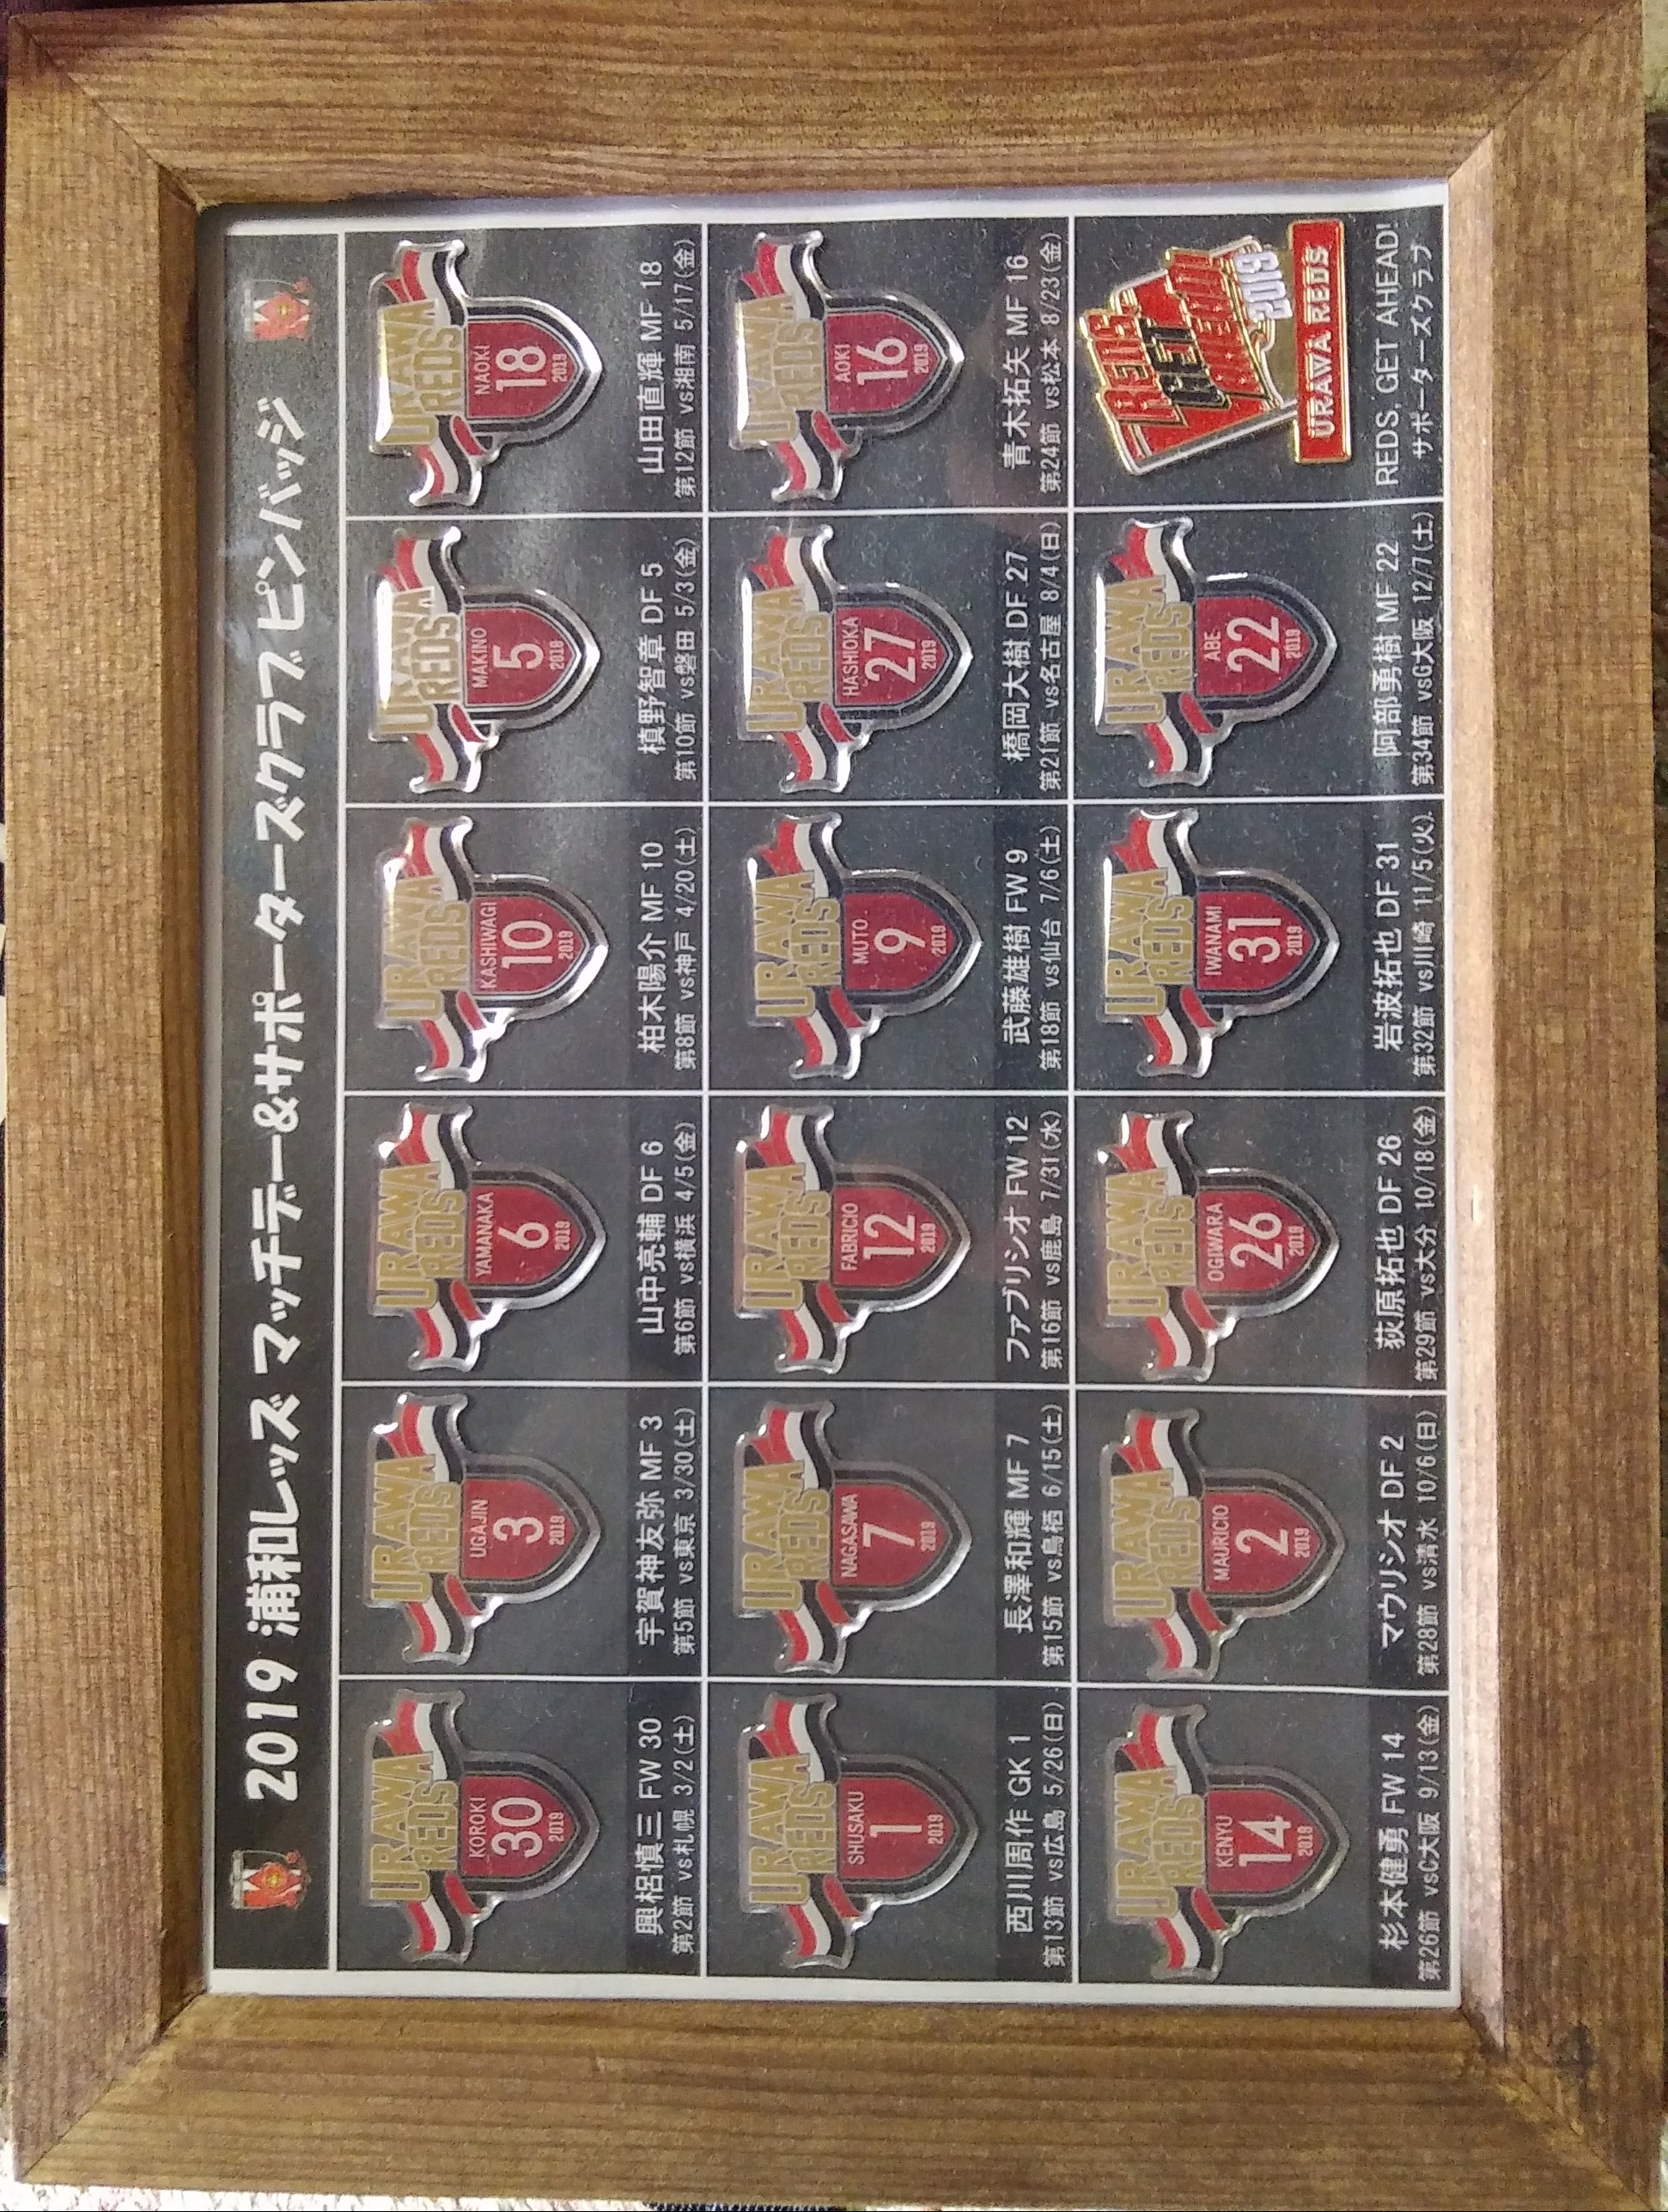 2019 浦和レッズ マッチデー&サポーターズクラブ ピンバッジ
URAWA
REDS
KOROKI
30
2019
興梠慎三 FW 30
第2節 vs札幌 3/2(土)
URAWA
REDS
UGAJIN
3
2019
宇賀神友弥 MF 3
第5節 vs東京 3/30(土)
URAWA
REDS
YAMANAKA
6
2019
山中亮輔 DF 6
第6節 vs横浜 4/5(金)
URAWA
REDS
KASHIWAGI
10
2019
柏木陽介 MF 10
第8節 vs神戸 4/20(土)
URAWA
REDS
MAKINO
5
2019
槙野智章 DF 5
第10節 vs磐田 5/3(金)
URAWA
REDS
NAOKI
18
2019
山田直輝 MF 18
第12節 vs湘南 5/17(金)
URAWA
REDS
SHUSAKU
1
2019
西川周作 GK 1
第13節 vs広島 5/26(日)
URAWA
REDS
NAGASAWA
7
2019
長澤和輝 MF 7
第15節 vs鳥栖 6/15(土)
URAWA
REDS
FABRICIO
12
2019
ファブリシオ FW 12
第16節 vs鹿島 7/31(水)
URAWA
REDS
MUTO
9
2019
武藤雄樹 FW 9
第18節 vs仙台 7/6(土)
URAWA
REDS
HASHIOKA
27
2019
橋岡大樹 DF 27
第21節 vs名古屋 8/4(日)
URAWA
REDS
AOKI
16
2019
青木拓矢 MF 16
第24節 vs松本 8/23(金)
URAWA
REDS
KENYU
14
2019
杉本健勇 FW 14
第26節 vsC大阪 9/13(金)
URAWA
REDS
MAURICIO
2
2019
マウリシオ DF 2
第28節 vs清水 10/6(日)
URAWA
REDS
OGIWARA
26
2019
荻原拓也 DF 26
第29節 vs大分 10/18(金)
URAWA
REDS
IWANAMI
31
2019
岩波拓也 DF 31
第32節 vs川崎 11/5(火)
URAWA
REDS
ABE
22
2019
阿部勇樹 MF 22
第34節 vsG大阪 12/7(土)
REDS,
GET
AHEAD!
2019
URAWA REDS
REDS, GET AHEAD!
サポーターズクラブ